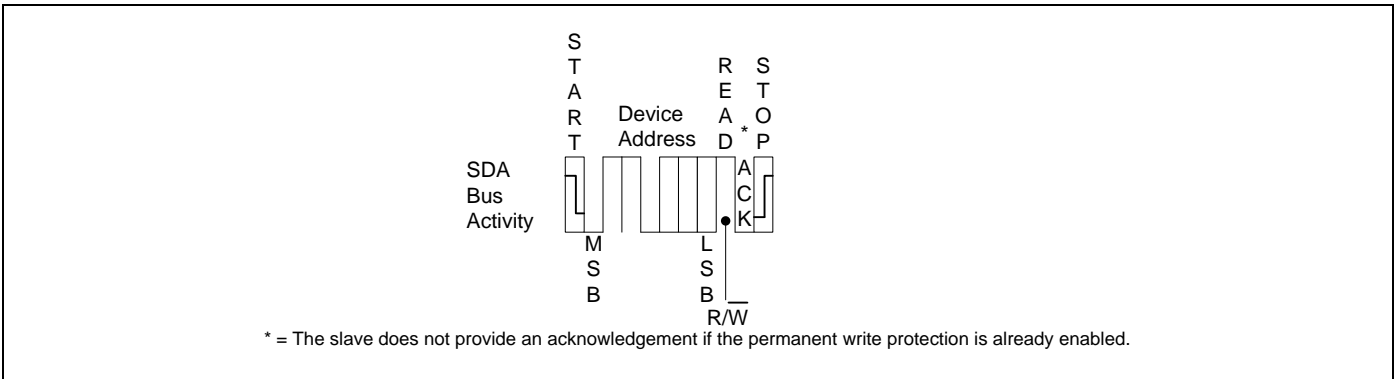 START
READ
STOP
Device
Address
*
SDA
Bus
Activity
ACK
MSB
LSB
R/W̅
* = The slave does not provide an acknowledgement if the permanent write protection is already enabled.